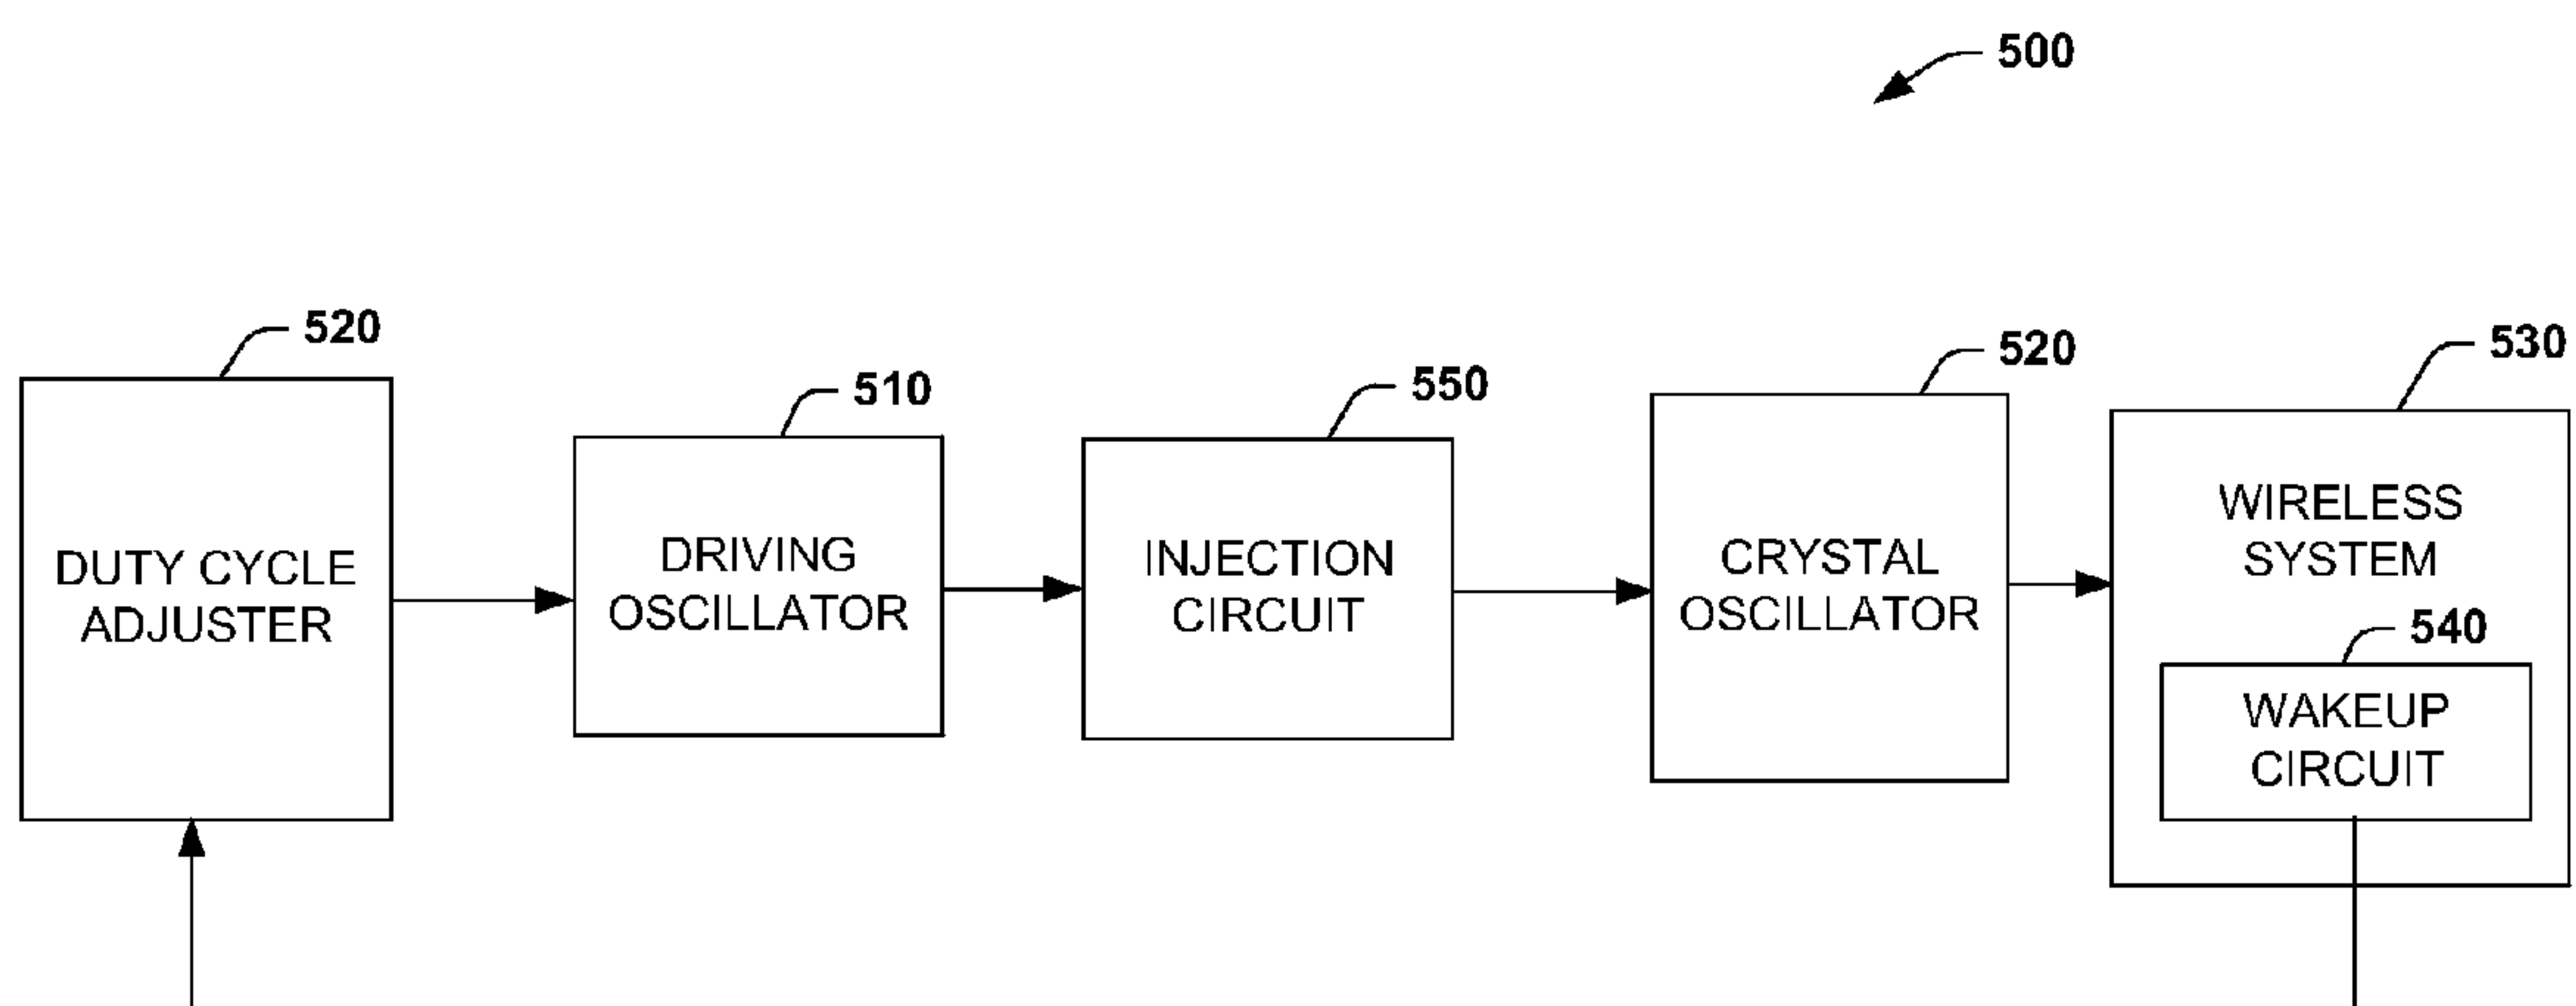 500
520
DUTY CYCLE
ADJUSTER
510
DRIVING
OSCILLATOR
550
INJECTION
CIRCUIT
520
CRYSTAL
OSCILLATOR
530
WIRELESS
SYSTEM
540
WAKEUP
CIRCUIT